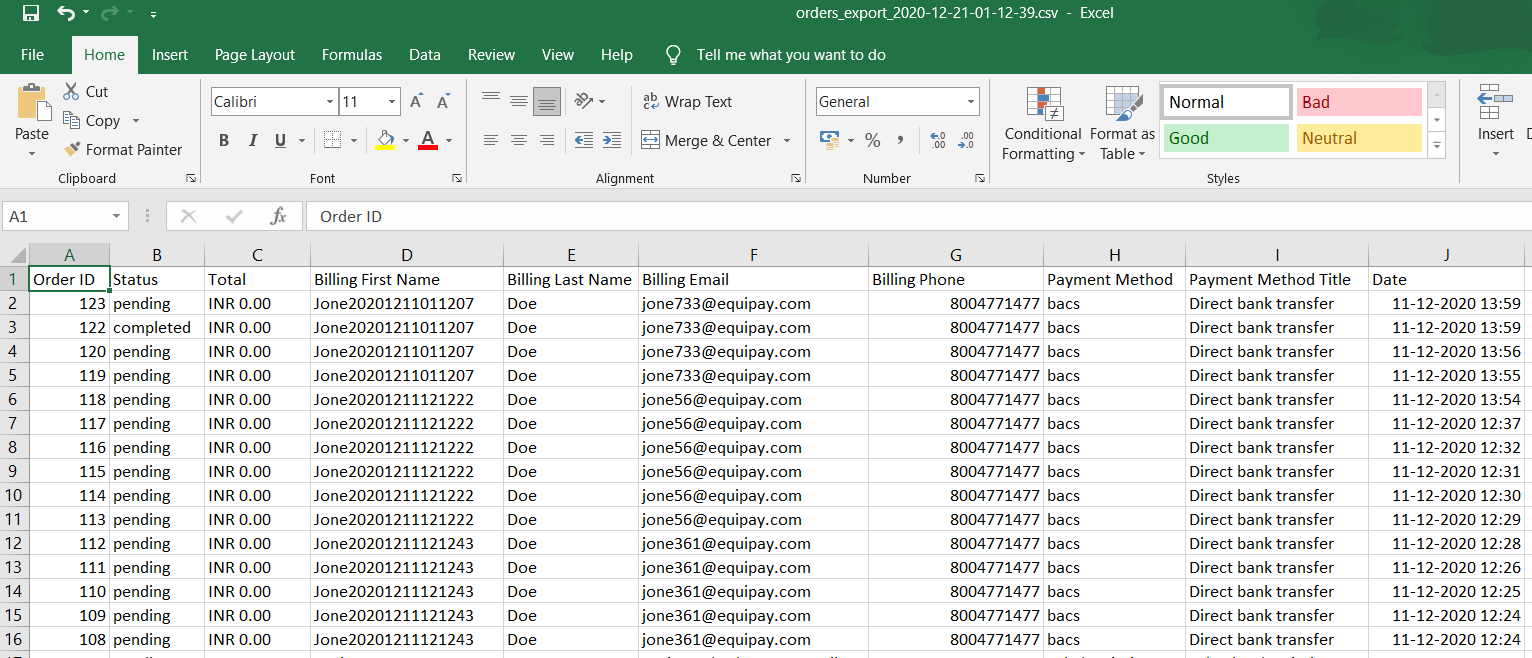 orders_export_2020-12-21-01-12-39.csv - Excel
File Home Insert Page Layout Formulas Data Review View Help Tell me what you want to do
Paste
Cut
Copy
Format Painter
Clipboard
Calibri 11 A A
B I U A
Font
Wrap Text
Merge & Center
Alignment
General
% , .00 .00
Number
Conditional Formatting
Format as Table
Normal Bad
Good Neutral
Styles
Insert
A1 fx Order ID
A B C D E F G H I J
1 Order ID Status Total Billing First Name Billing Last Name Billing Email Billing Phone Payment Method Payment Method Title Date
2 123 pending INR 0.00 Jone20201211011207 Doe jone733@equipay.com 8004771477 bacs Direct bank transfer 11-12-2020 13:59
3 122 completed INR 0.00 Jone20201211011207 Doe jone733@equipay.com 8004771477 bacs Direct bank transfer 11-12-2020 13:59
4 120 pending INR 0.00 Jone20201211011207 Doe jone733@equipay.com 8004771477 bacs Direct bank transfer 11-12-2020 13:56
5 119 pending INR 0.00 Jone20201211011207 Doe jone733@equipay.com 8004771477 bacs Direct bank transfer 11-12-2020 13:55
6 118 pending INR 0.00 Jone20201211121222 Doe jone56@equipay.com 8004771477 bacs Direct bank transfer 11-12-2020 13:54
7 117 pending INR 0.00 Jone20201211121222 Doe jone56@equipay.com 8004771477 bacs Direct bank transfer 11-12-2020 12:37
8 116 pending INR 0.00 Jone20201211121222 Doe jone56@equipay.com 8004771477 bacs Direct bank transfer 11-12-2020 12:32
9 115 pending INR 0.00 Jone20201211121222 Doe jone56@equipay.com 8004771477 bacs Direct bank transfer 11-12-2020 12:31
10 114 pending INR 0.00 Jone20201211121222 Doe jone56@equipay.com 8004771477 bacs Direct bank transfer 11-12-2020 12:30
11 113 pending INR 0.00 Jone20201211121222 Doe jone56@equipay.com 8004771477 bacs Direct bank transfer 11-12-2020 12:29
12 112 pending INR 0.00 Jone20201211121243 Doe jone361@equipay.com 8004771477 bacs Direct bank transfer 11-12-2020 12:28
13 111 pending INR 0.00 Jone20201211121243 Doe jone361@equipay.com 8004771477 bacs Direct bank transfer 11-12-2020 12:26
14 110 pending INR 0.00 Jone20201211121243 Doe jone361@equipay.com 8004771477 bacs Direct bank transfer 11-12-2020 12:25
15 109 pending INR 0.00 Jone20201211121243 Doe jone361@equipay.com 8004771477 bacs Direct bank transfer 11-12-2020 12:24
16 108 pending INR 0.00 Jone20201211121243 Doe jone361@equipay.com 8004771477 bacs Direct bank transfer 11-12-2020 12:24